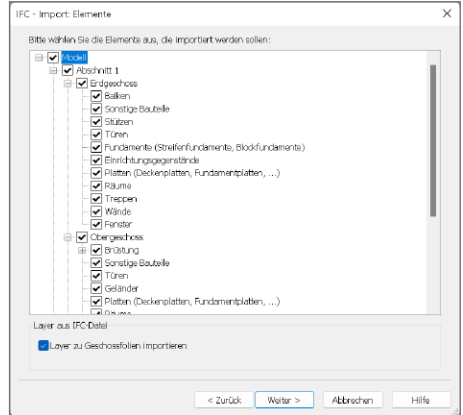 IFC - Import: Elemente
Bitte wählen Sie die Elemente aus, die importiert werden sollen:
Modell
Abschnitt 1
Erdgeschoss
Balken
Sonstige Bauteile
Stützen
Türen
Fundamente (Streifenfundamente, Blockfundamente)
Einrichtungsgegenstände
Platten (Deckenplatten, Fundamentplatten, ...)
Räume
Treppen
Wände
Fenster
Obergeschoss
Brüstung
Sonstige Bauteile
Türen
Geländer
Platten (Deckenplatten, Fundamentplatten, ...)
Räume
Layer aus IFC-Datei
Layer zu Geschossfolien importieren
< Zurück Weiter > Abbrechen Hilfe